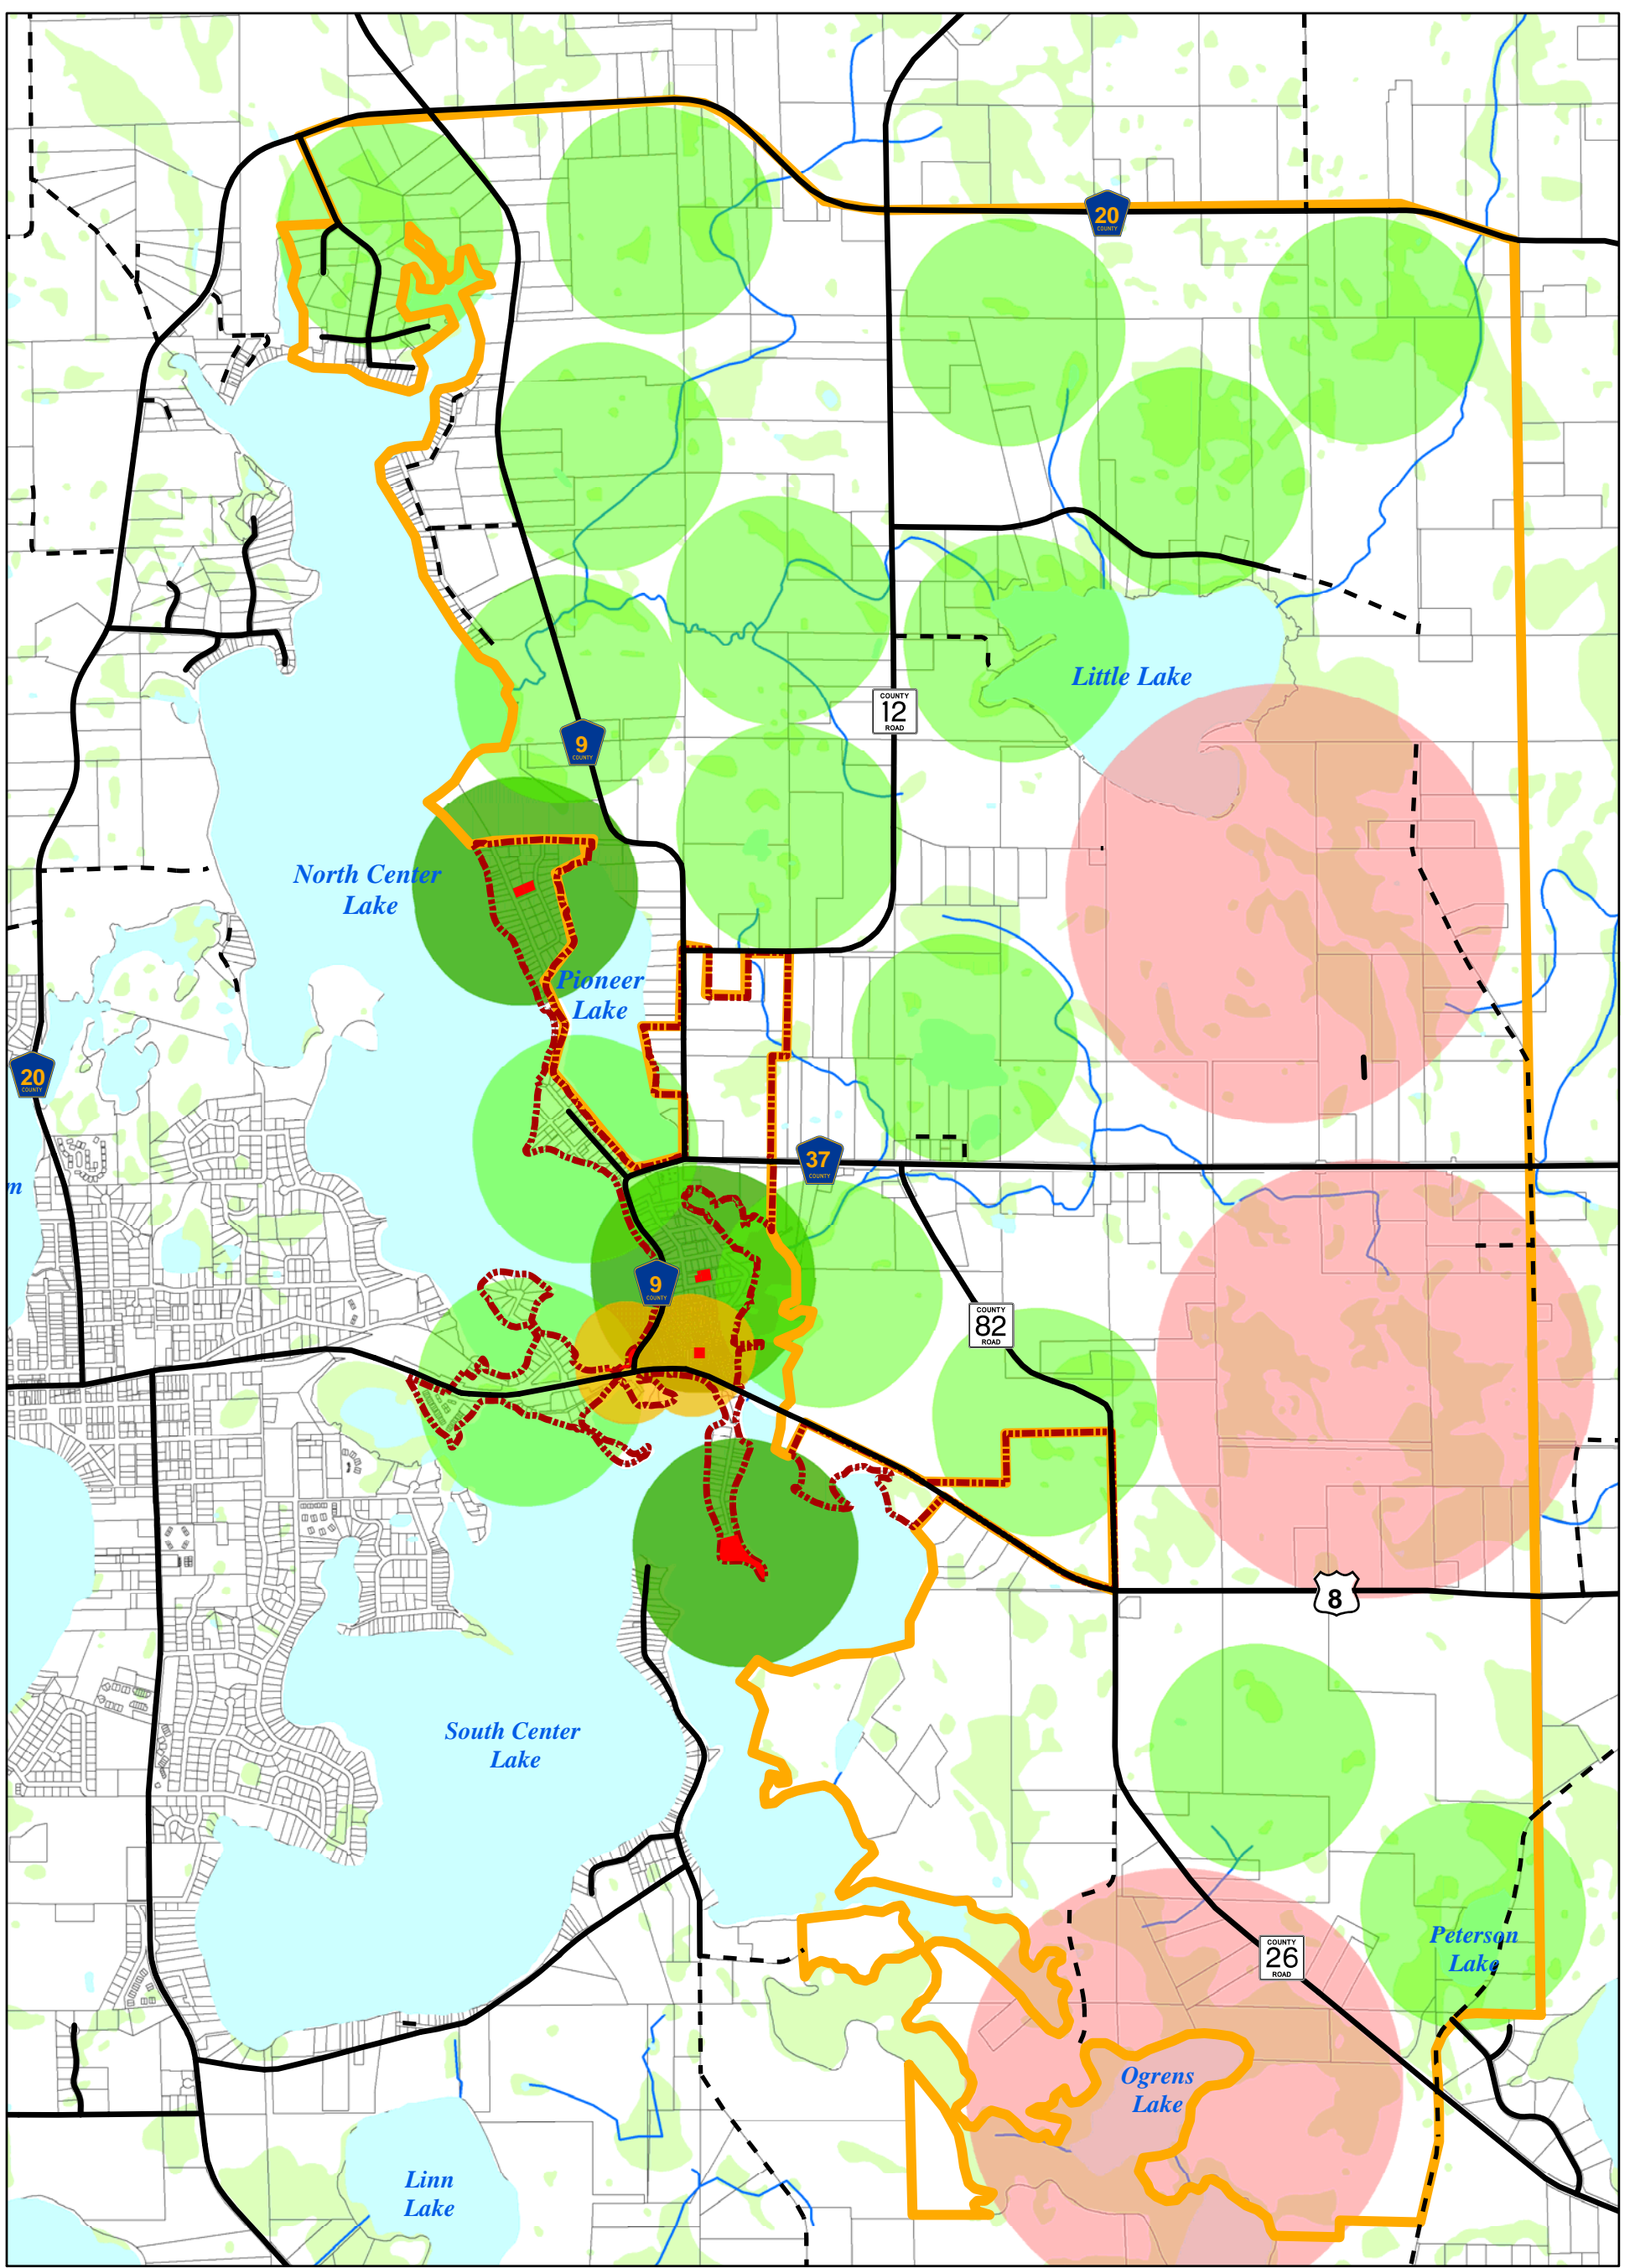 20
COUNTY
Little Lake
COUNTY
12
ROAD
9
COUNTY
North Center
Lake
Pioneer
Lake
20
COUNTY
37
COUNTY
m
9
COUNTY
COUNTY
82
ROAD
8
South Center
Lake
Peterson
Lake
COUNTY
26
ROAD
Ogrens
Lake
Linn
Lake